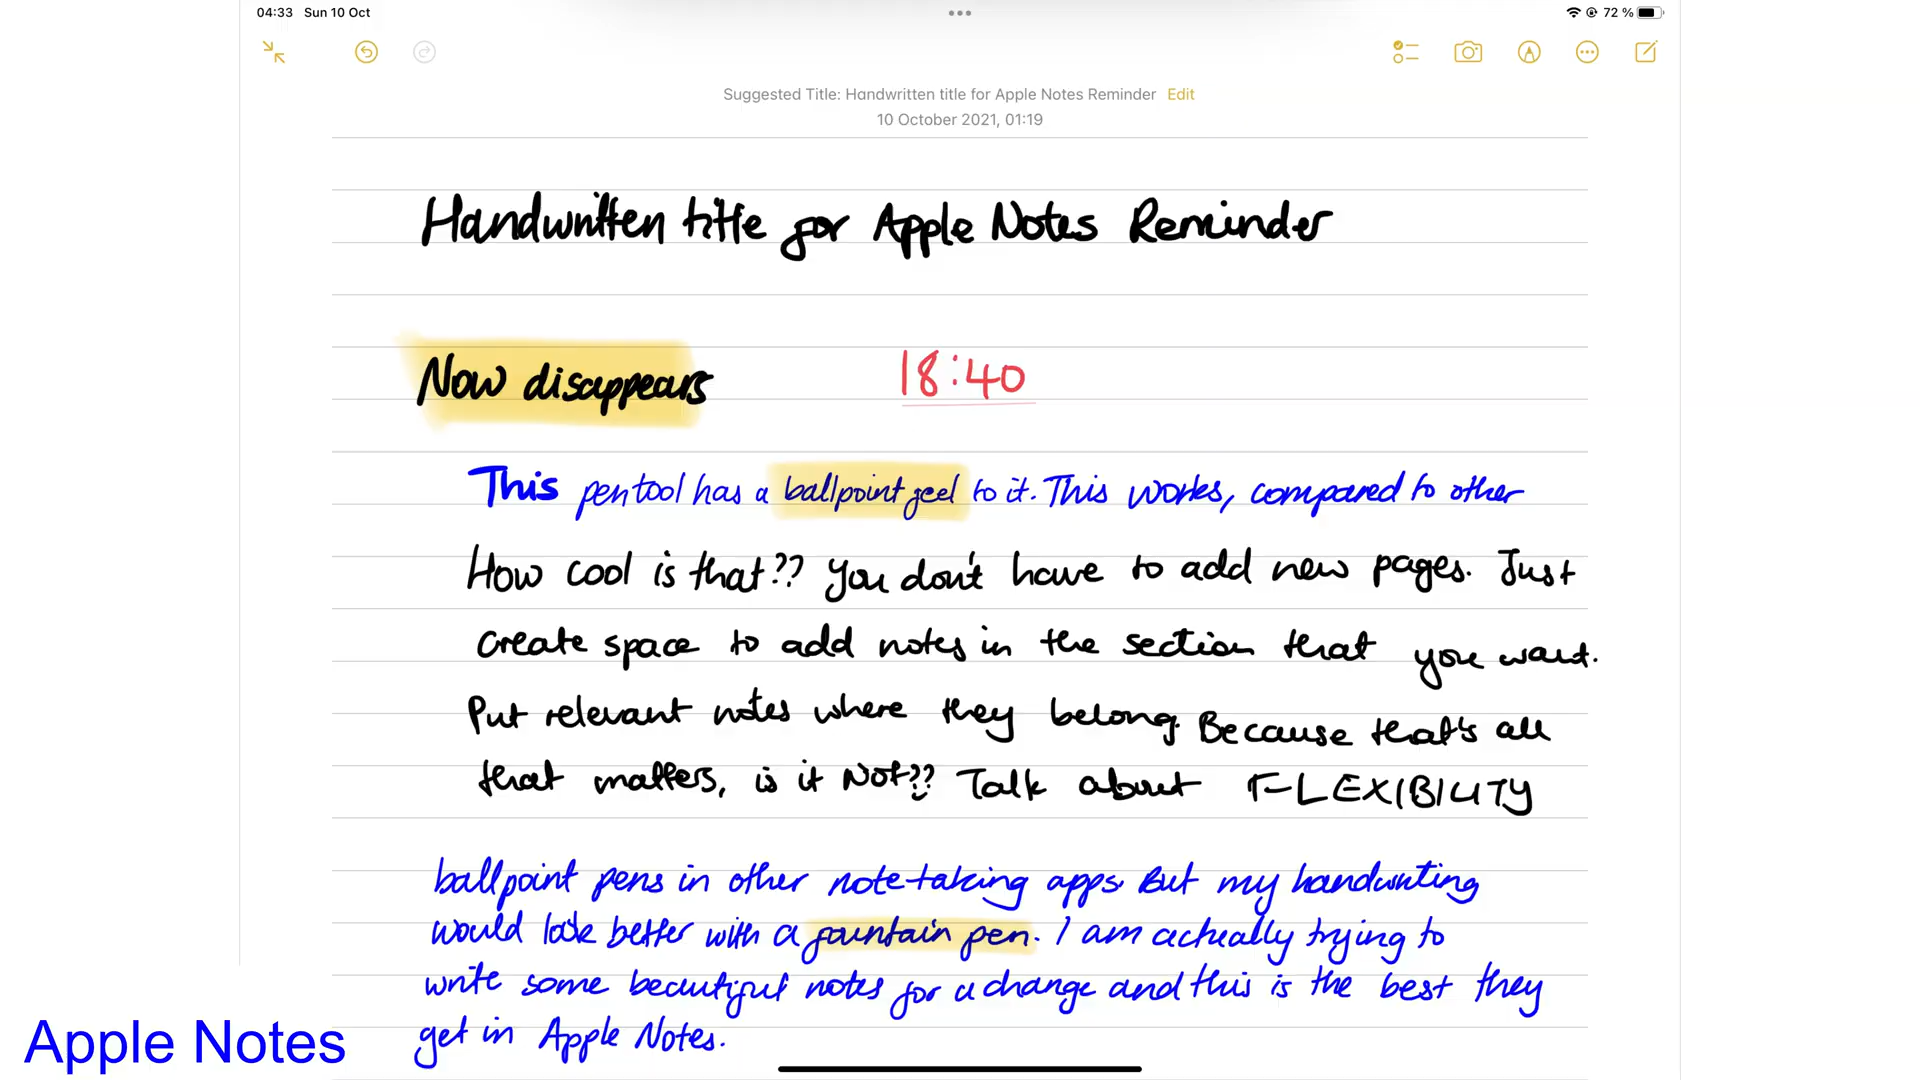 04:33 Sun 10 Oct
72 %
Suggested Title: Handwritten title for Apple Notes Reminder Edit
10 October 2021, 01:19
Handwritten title for Apple Notes Reminder
Now disappears 18:40
This pen tool has a ballpoint geel to it. This works, compared to other
How cool is that?? You don't have to add new pages. Just
create space to add notes in the section that you want.
Put relevant notes where they belong. Because that's all
that matters, is it Not?? Talk about FLEXIBILITY
ballpoint pens in other note-taking apps. But my handwriting
would look better with a fountain pen. I am actually trying to
write some beautiful notes for a change and this is the best they
get in Apple Notes.
Apple Notes